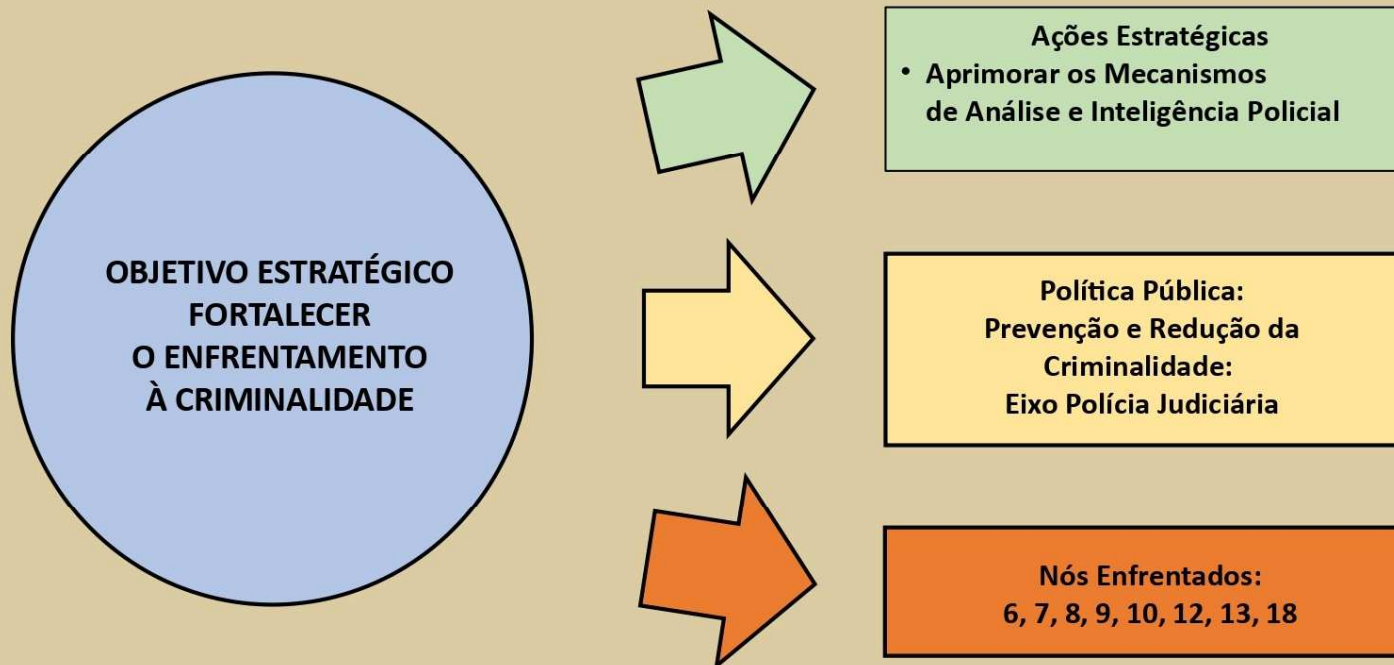 OBJETIVO ESTRATÉGICO
FORTALECER
O ENFRENTAMENTO
À CRIMINALIDADE
Ações Estratégicas
• Aprimorar os Mecanismos
de Análise e Inteligência Policial
Política Pública:
Prevenção e Redução da
Criminalidade:
Eixo Polícia Judiciária
Nós Enfrentados:
6, 7, 8, 9, 10, 12, 13, 18